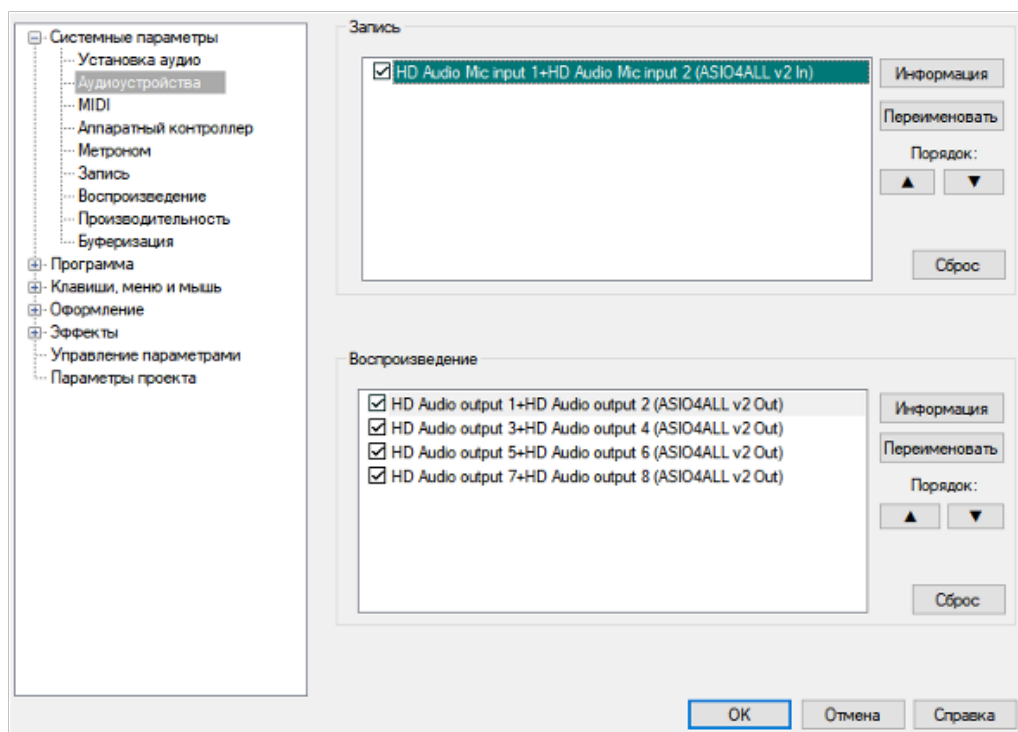 Системные параметры
Установка аудио
Аудиоустройства
MIDI
Аппаратный контроллер
Метроном
Запись
Воспроизведение
Производительность
Буферизация
Программа
Клавиши, меню и мышь
Оформление
Эффекты
Управление параметрами
Параметры проекта
Запись
HD Audio Mic input 1+HD Audio Mic input 2 (ASIO4ALL v2 In)
Информация
Переименовать
Порядок:
Сброс
Воспроизведение
HD Audio output 1+HD Audio output 2 (ASIO4ALL v2 Out)
HD Audio output 3+HD Audio output 4 (ASIO4ALL v2 Out)
HD Audio output 5+HD Audio output 6 (ASIO4ALL v2 Out)
HD Audio output 7+HD Audio output 8 (ASIO4ALL v2 Out)
Информация
Переименовать
Порядок:
Сброс
OK
Отмена
Справка